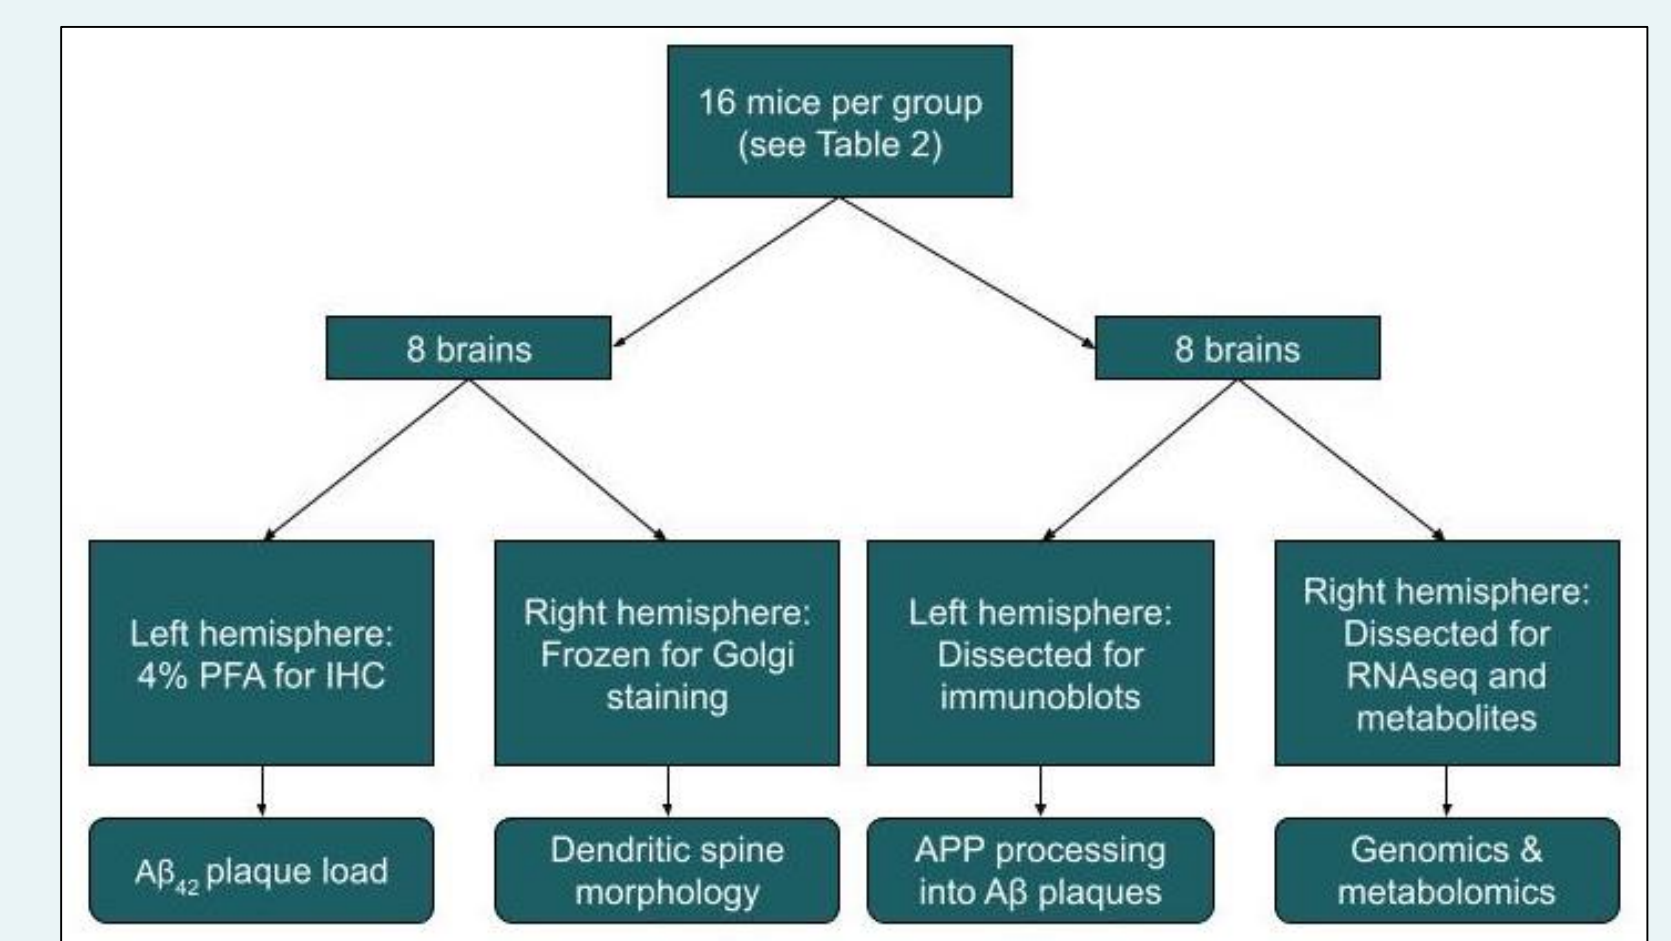 16 mice per group
(see Table 2)
8 brains
8 brains
Left hemisphere:
4% PFA for IHC
Right hemisphere:
Frozen for Golgi
staining
Left hemisphere:
Dissected for
immunoblots
Right hemisphere:
Dissected for
RNAseq and
metabolites
Aβ₄₂ plaque load
Dendritic spine
morphology
APP processing
into Aβ plaques
Genomics &
metabolomics